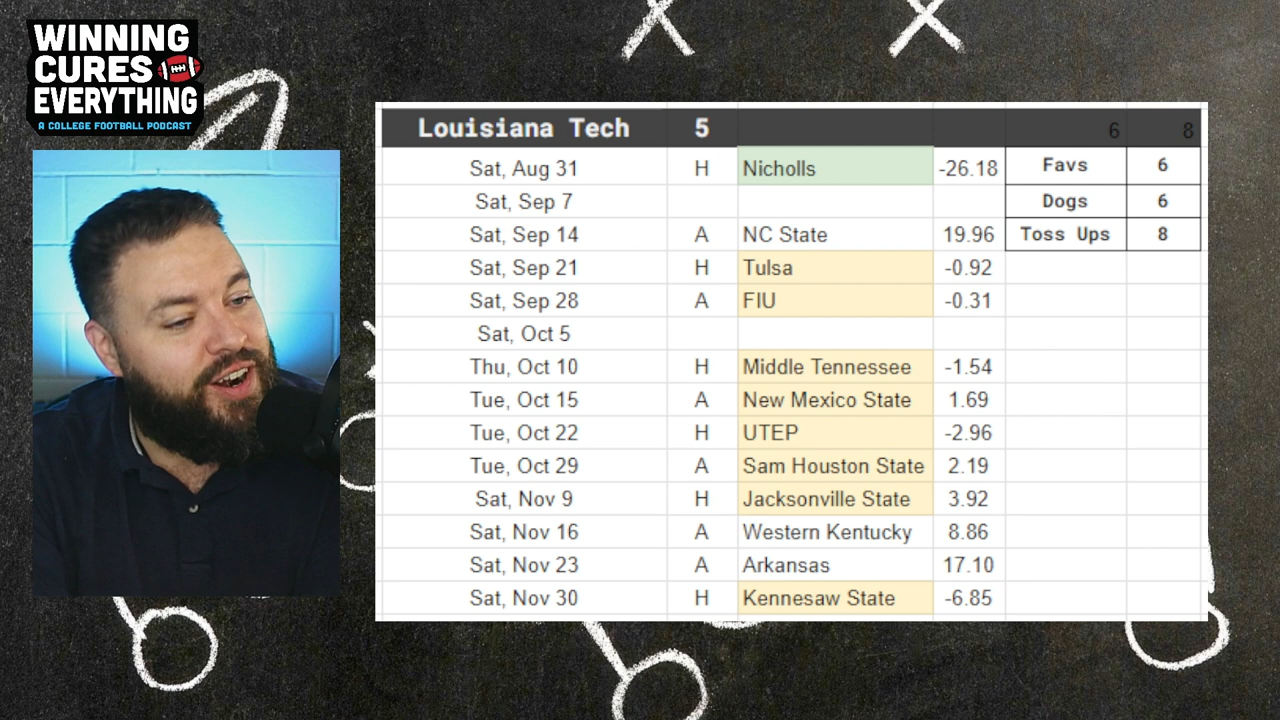 WINNING
CURES
EVERYTHING
A COLLEGE FOOTBALL PODCAST
Louisiana Tech 5 6 8
Sat, Aug 31 H Nicholls -26.18 Favs 6
Sat, Sep 7 Dogs 6
Sat, Sep 14 A NC State 19.96 Toss Ups 8
Sat, Sep 21 H Tulsa -0.92
Sat, Sep 28 A FIU -0.31
Sat, Oct 5
Thu, Oct 10 H Middle Tennessee -1.54
Tue, Oct 15 A New Mexico State 1.69
Tue, Oct 22 H UTEP -2.96
Tue, Oct 29 A Sam Houston State 2.19
Sat, Nov 9 H Jacksonville State 3.92
Sat, Nov 16 A Western Kentucky 8.86
Sat, Nov 23 A Arkansas 17.10
Sat, Nov 30 H Kennesaw State -6.85